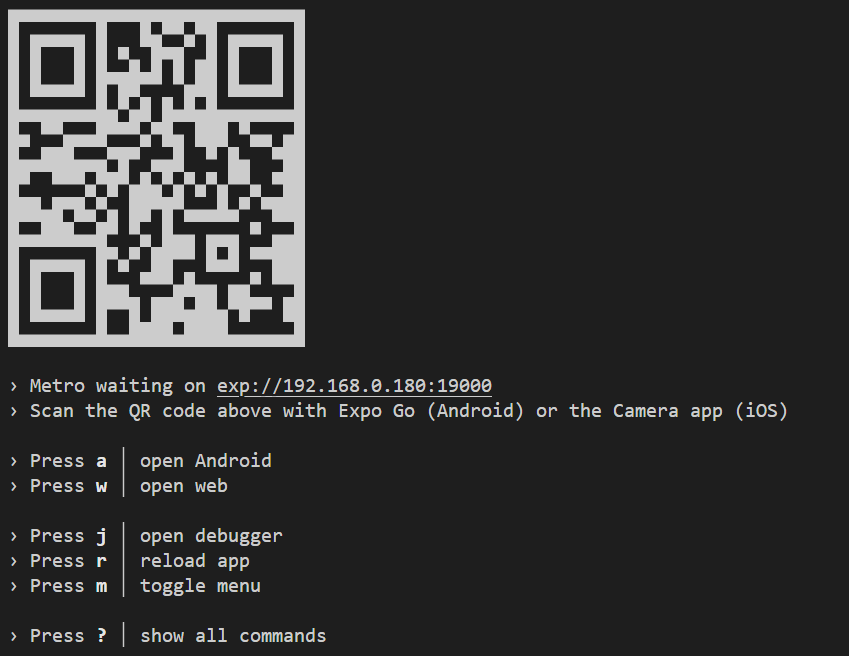 › Metro waiting on exp://192.168.0.180:19000
› Scan the QR code above with Expo Go (Android) or the Camera app (iOS)
› Press a │ open Android
› Press w │ open web
› Press j │ open debugger
› Press r │ reload app
› Press m │ toggle menu
› Press ? │ show all commands